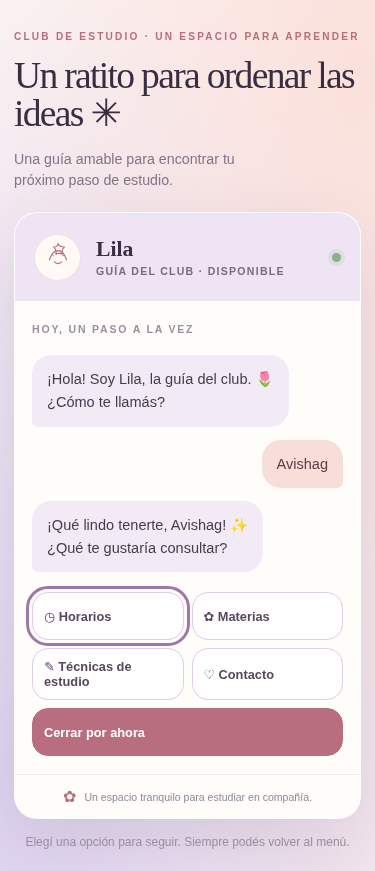 CLUB DE ESTUDIO · UN ESPACIO PARA APRENDER
Un ratito para ordenar las
ideas ✳
Una guía amable para encontrar tu
próximo paso de estudio.
Lila
GUÍA DEL CLUB · DISPONIBLE
HOY, UN PASO A LA VEZ
¡Hola! Soy Lila, la guía del club. 🌷
¿Cómo te llamás?
Avishag
¡Qué lindo tenerte, Avishag! ✨
¿Qué te gustaría consultar?
◷ Horarios
✿ Materias
✎ Técnicas de
estudio
♡ Contacto
Cerrar por ahora
✿ Un espacio tranquilo para estudiar en compañía.
Elegí una opción para seguir. Siempre podés volver al menú.